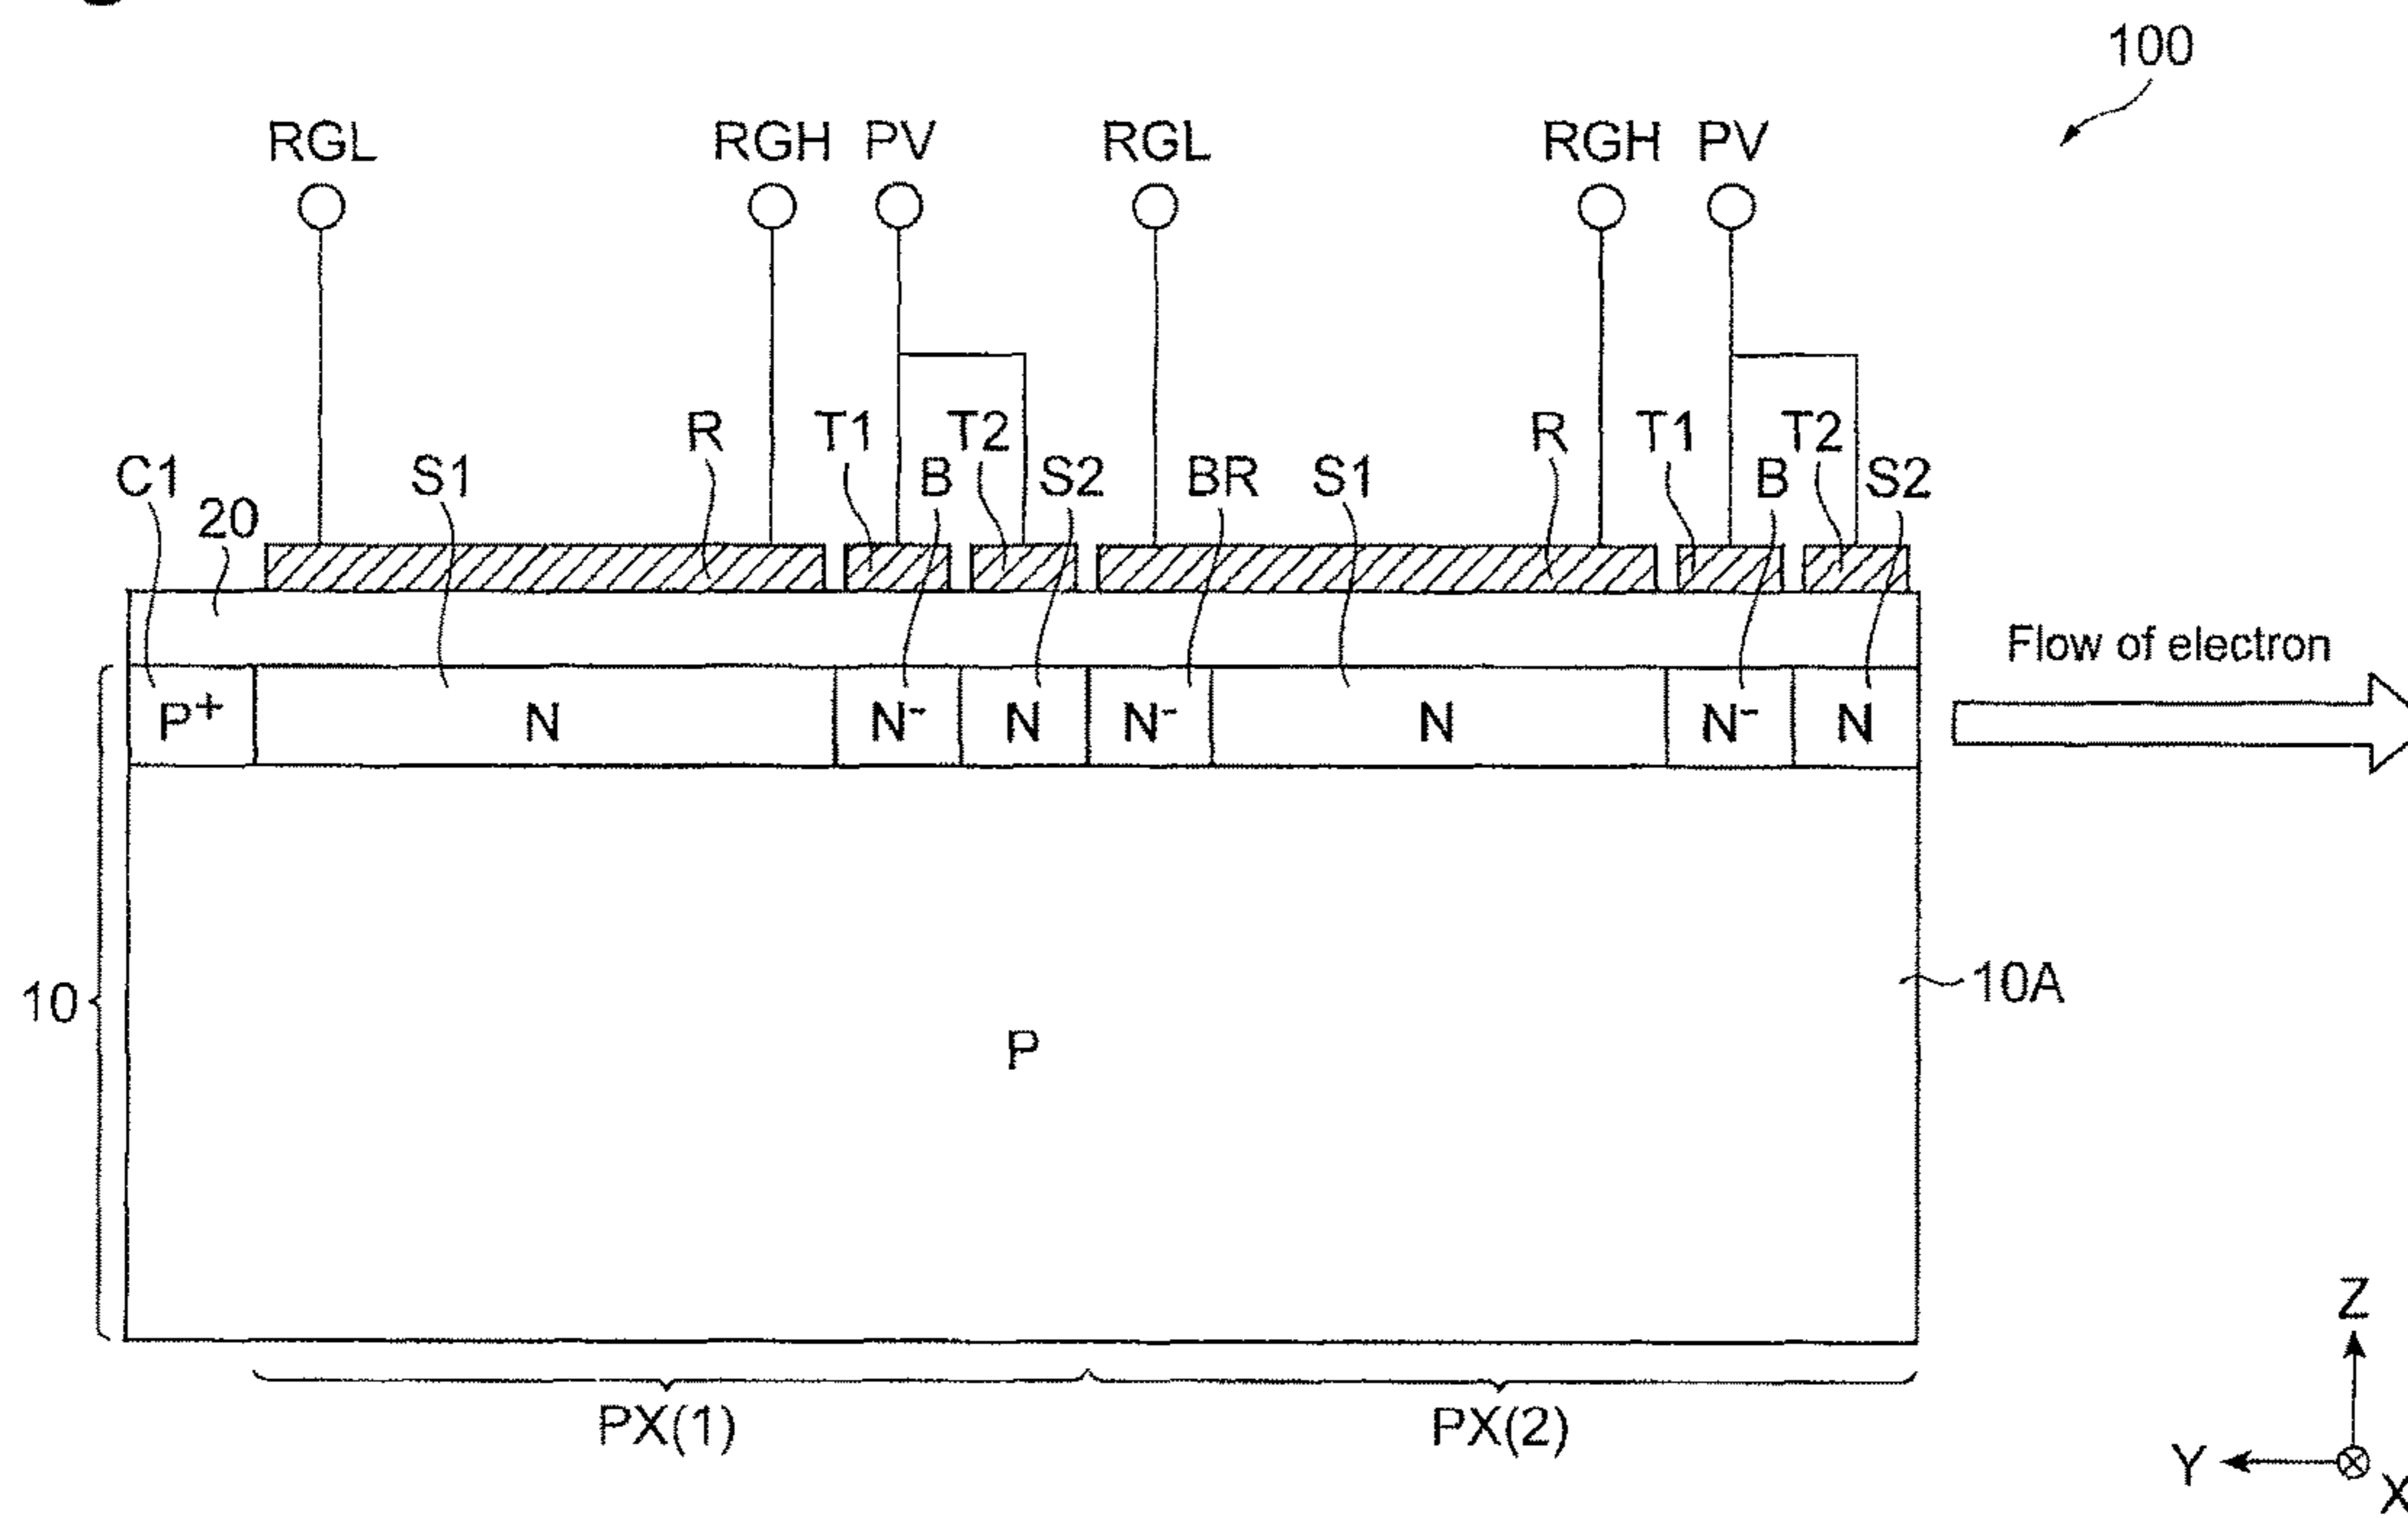 100
RGL RGH PV RGL RGH PV
R T1 T2 R T1 T2
C1 S1 B S2 BR S1 B S2
20
Flow of electron
P+ N N- N N- N N- N
10 10A
P
Z
PX(1) PX(2)
Y
X